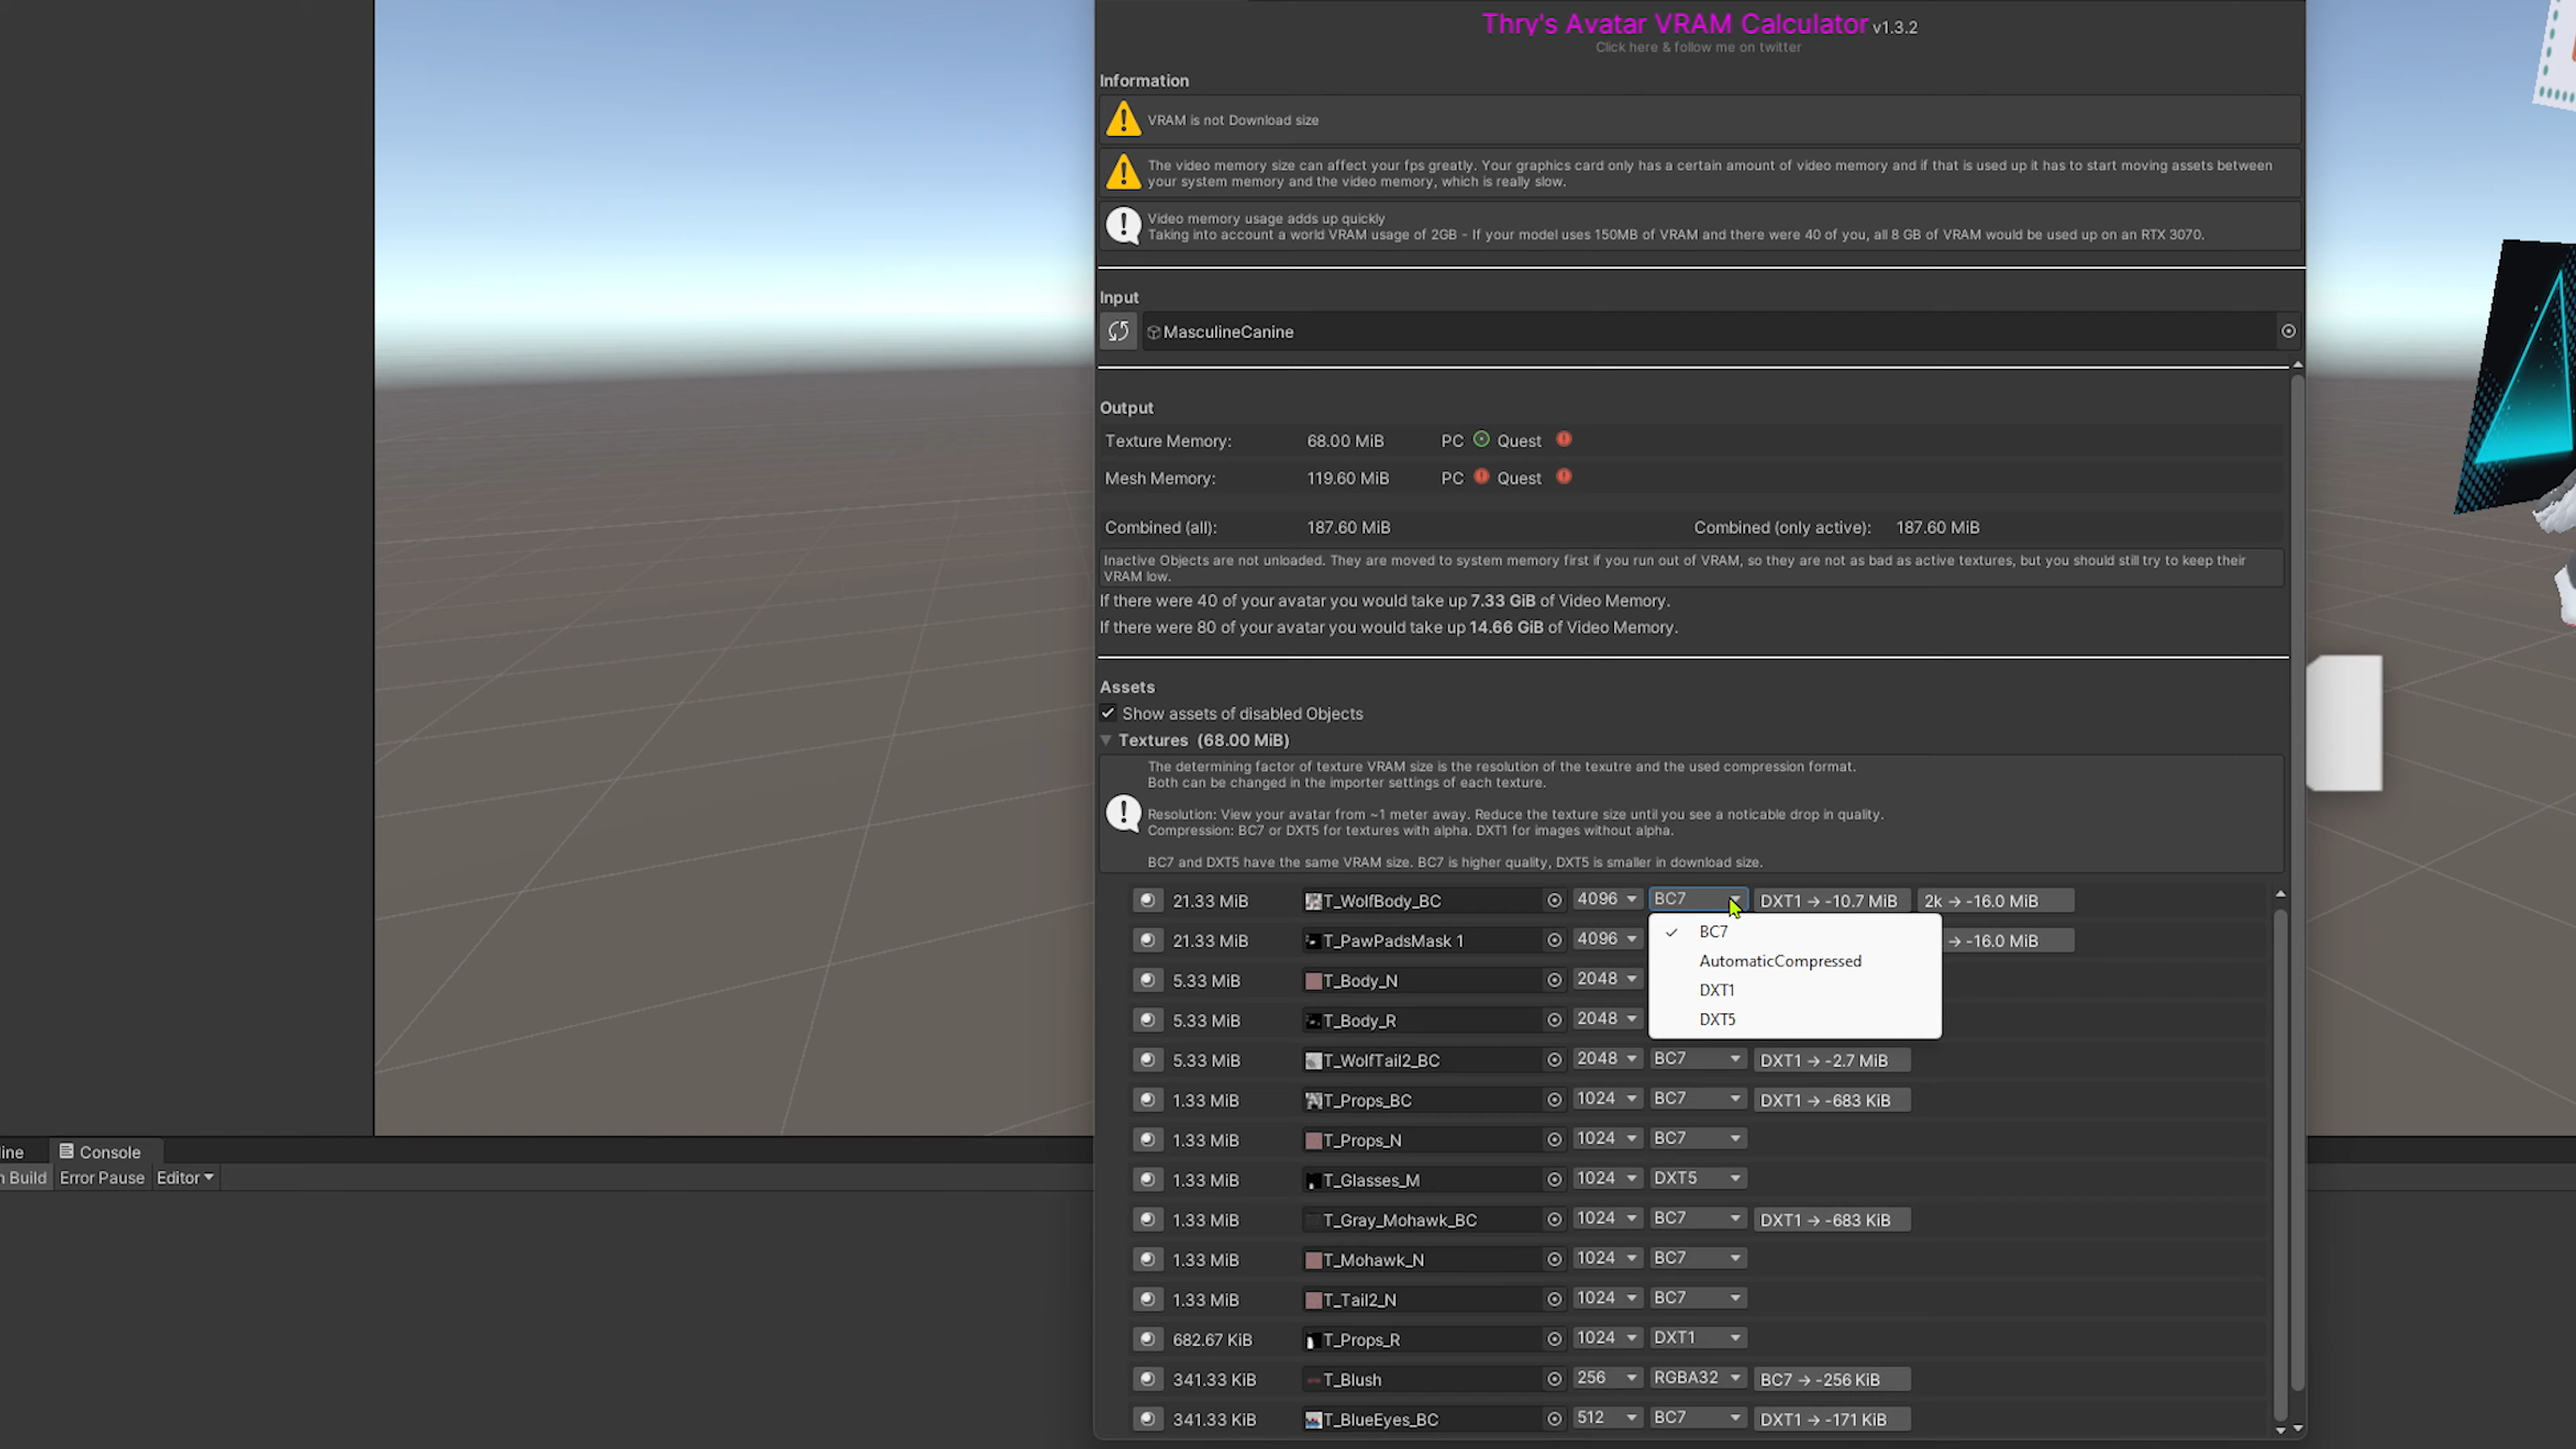 Thry's Avatar VRAM Calculator v1.3.2
Click here & follow me on twitter
Information
VRAM is not Download size
The video memory size can affect your fps greatly. Your graphics card only has a certain amount of video memory and if that is used up it has to start moving assets between
your system memory and the video memory, which is really slow.
Video memory usage adds up quickly
Taking into account a world VRAM usage of 2GB - If your model uses 150MB of VRAM and there were 40 of you, all 8 GB of VRAM would be used up on an RTX 3070.
Input
MasculineCanine
Output
Texture Memory: 68.00 MiB PC Quest
Mesh Memory: 119.60 MiB PC Quest
Combined (all): 187.60 MiB Combined (only active): 187.60 MiB
Inactive Objects are not unloaded. They are moved to system memory first if you run out of VRAM, so they are not as bad as active textures, but you should still try to keep their
VRAM low.
If there were 40 of your avatar you would take up 7.33 GiB of Video Memory.
If there were 80 of your avatar you would take up 14.66 GiB of Video Memory.
Assets
Show assets of disabled Objects
Textures (68.00 MiB)
The determining factor of texture VRAM size is the resolution of the texutre and the used compression format.
Both can be changed in the importer settings of each texture.
Resolution: View your avatar from ~1 meter away. Reduce the texture size until you see a noticable drop in quality.
Compression: BC7 or DXT5 for textures with alpha. DXT1 for images without alpha.
BC7 and DXT5 have the same VRAM size. BC7 is higher quality, DXT5 is smaller in download size.
21.33 MiB T_WolfBody_BC 4096 BC7 DXT1 → -10.7 MiB 2k → -16.0 MiB
21.33 MiB T_PawPadsMask 1 4096 → -16.0 MiB
5.33 MiB T_Body_N 2048
5.33 MiB T_Body_R 2048
BC7
AutomaticCompressed
DXT1
DXT5
5.33 MiB T_WolfTail2_BC 2048 BC7 DXT1 → -2.7 MiB
1.33 MiB T_Props_BC 1024 BC7 DXT1 → -683 KiB
1.33 MiB T_Props_N 1024 BC7
1.33 MiB T_Glasses_M 1024 DXT5
1.33 MiB T_Gray_Mohawk_BC 1024 BC7 DXT1 → -683 KiB
1.33 MiB T_Mohawk_N 1024 BC7
1.33 MiB T_Tail2_N 1024 BC7
682.67 KiB T_Props_R 1024 DXT1
341.33 KiB T_Blush 256 RGBA32 BC7 → -256 KiB
341.33 KiB T_BlueEyes_BC 512 BC7 DXT1 → -171 KiB
line Console
n Build Error Pause Editor